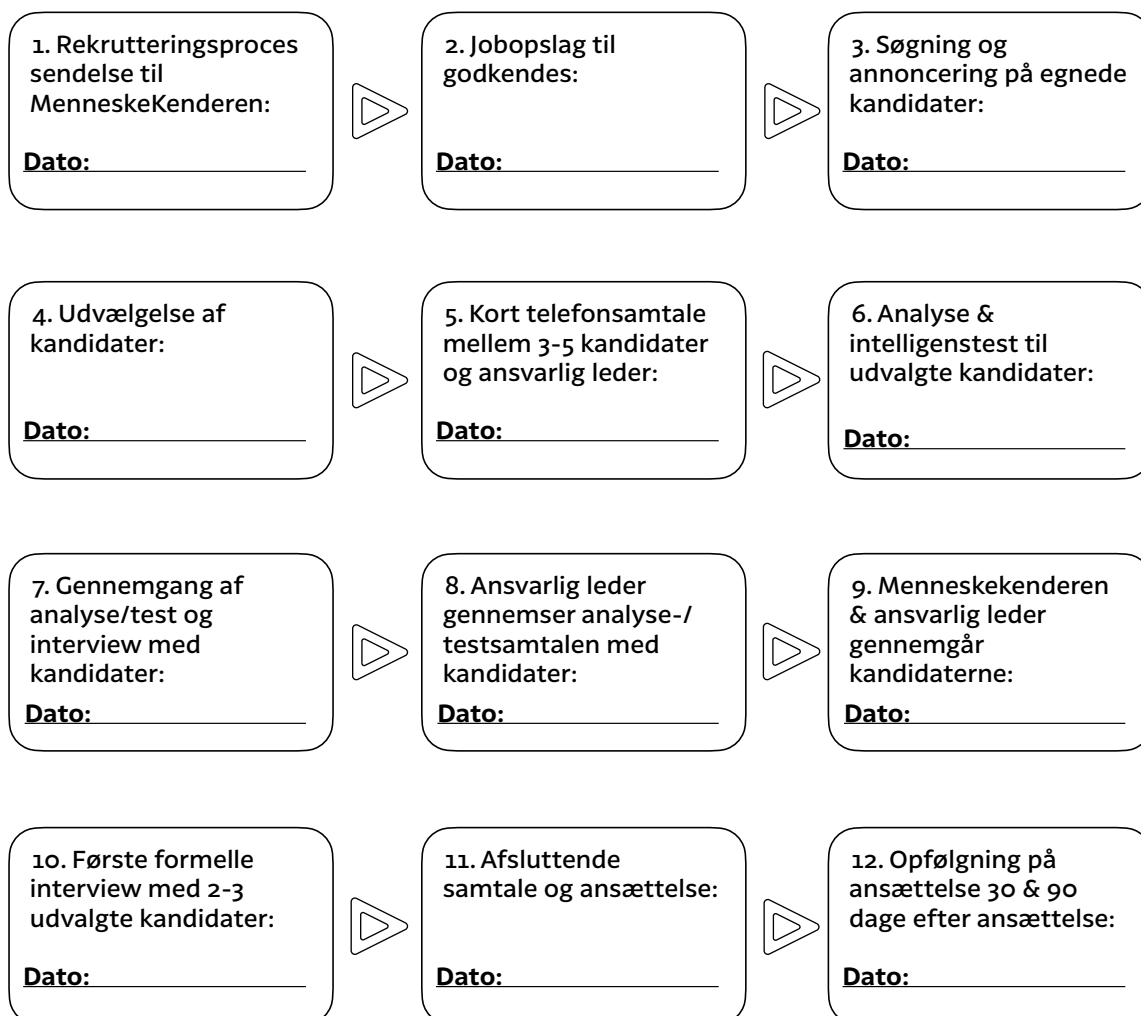 1. Rekrutteringsproces
sendelse til
MenneskeKenderen:
Dato:
2. Jobopslag til
godkendes:
Dato:
3. Søgning og
annoncering på egnede
kandidater:
Dato:
4. Udvælgelse af
kandidater:
Dato:
5. Kort telefonsamtale
mellem 3-5 kandidater
og ansvarlig leder:
Dato:
6. Analyse &
intelligenstest til
udvalgte kandidater:
Dato:
7. Gennemgang af
analyse/test og
interview med
kandidater:
Dato:
8. Ansvarlig leder
gennemser analyse-/
testsamtalen med
kandidater:
Dato:
9. Menneskekenderen
& ansvarlig leder
gennemgår
kandidaterne:
Dato:
10. Første formelle
interview med 2-3
udvalgte kandidater:
Dato:
11. Afsluttende
samtale og ansættelse:
Dato:
12. Opfølgning på
ansættelse 30 & 90
dage efter ansættelse:
Dato: